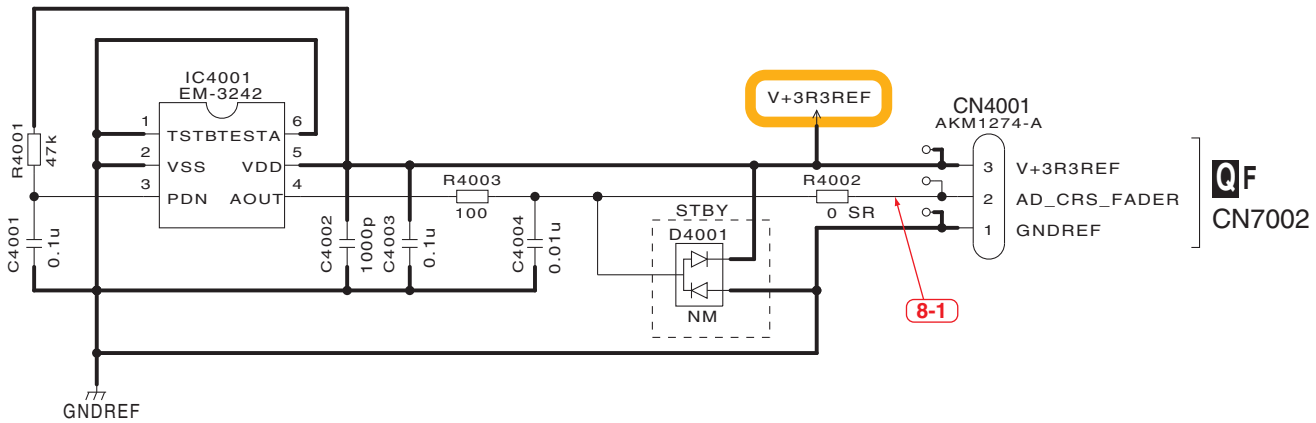 IC4001
EM-3242
1 TSTB TESTA 6
2 VSS VDD 5
3 PDN AOUT 4
R4001
47k
C4001
0.1u
C4002
1000p
C4003
0.1u
R4003
100
C4004
0.01u
STBY
D4001
NM
V+3R3REF
R4002
0 SR
8-1
CN4001
AKM1274-A
3 V+3R3REF
2 AD_CRS_FADER
1 GNDREF
Q F
CN7002
GNDREF